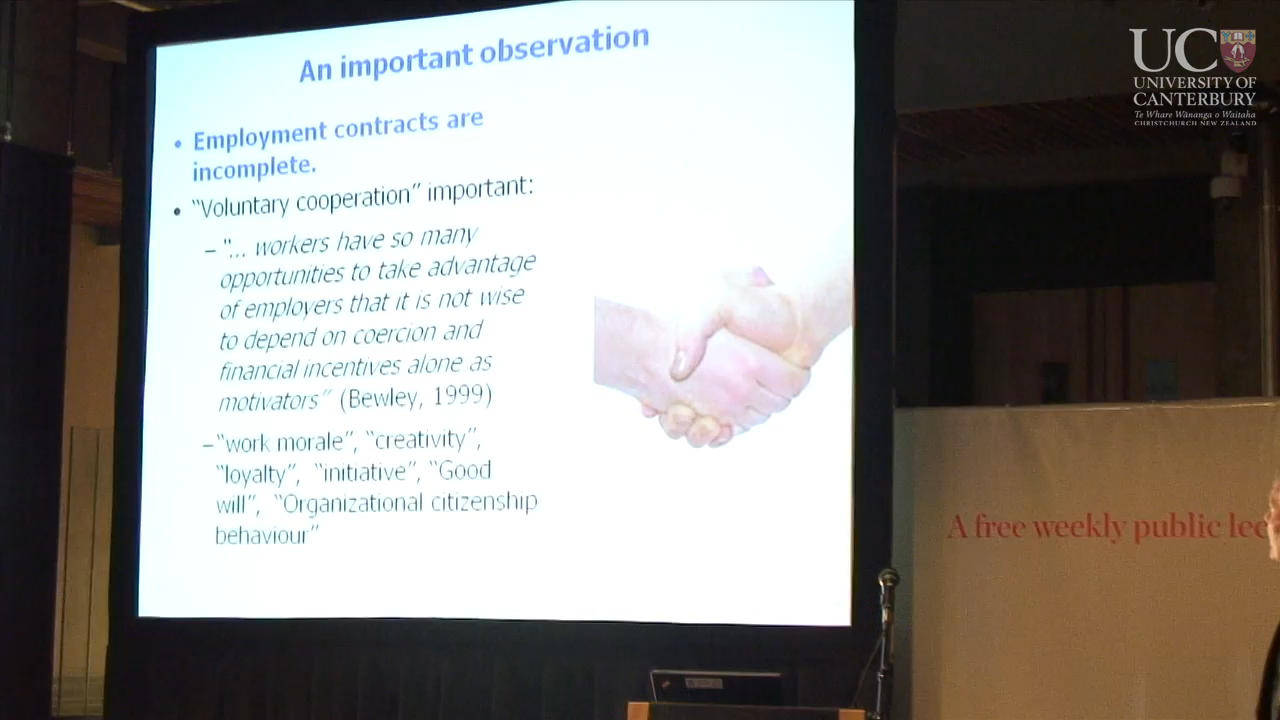 An important observation
• Employment contracts are
incomplete.
• “Voluntary cooperation” important:
– “... workers have so many
opportunities to take advantage
of employers that it is not wise
to depend on coercion and
financial incentives alone as
motivators” (Bewley, 1999)
– “work morale”, “creativity”,
“loyalty”, “initiative”, “Good
will”, “Organizational citizenship
behaviour”
UC
UNIVERSITY OF
CANTERBURY
Te Whare Wānanga o Waitaha
CHRISTCHURCH NEW ZEALAND
A free weekly public lec